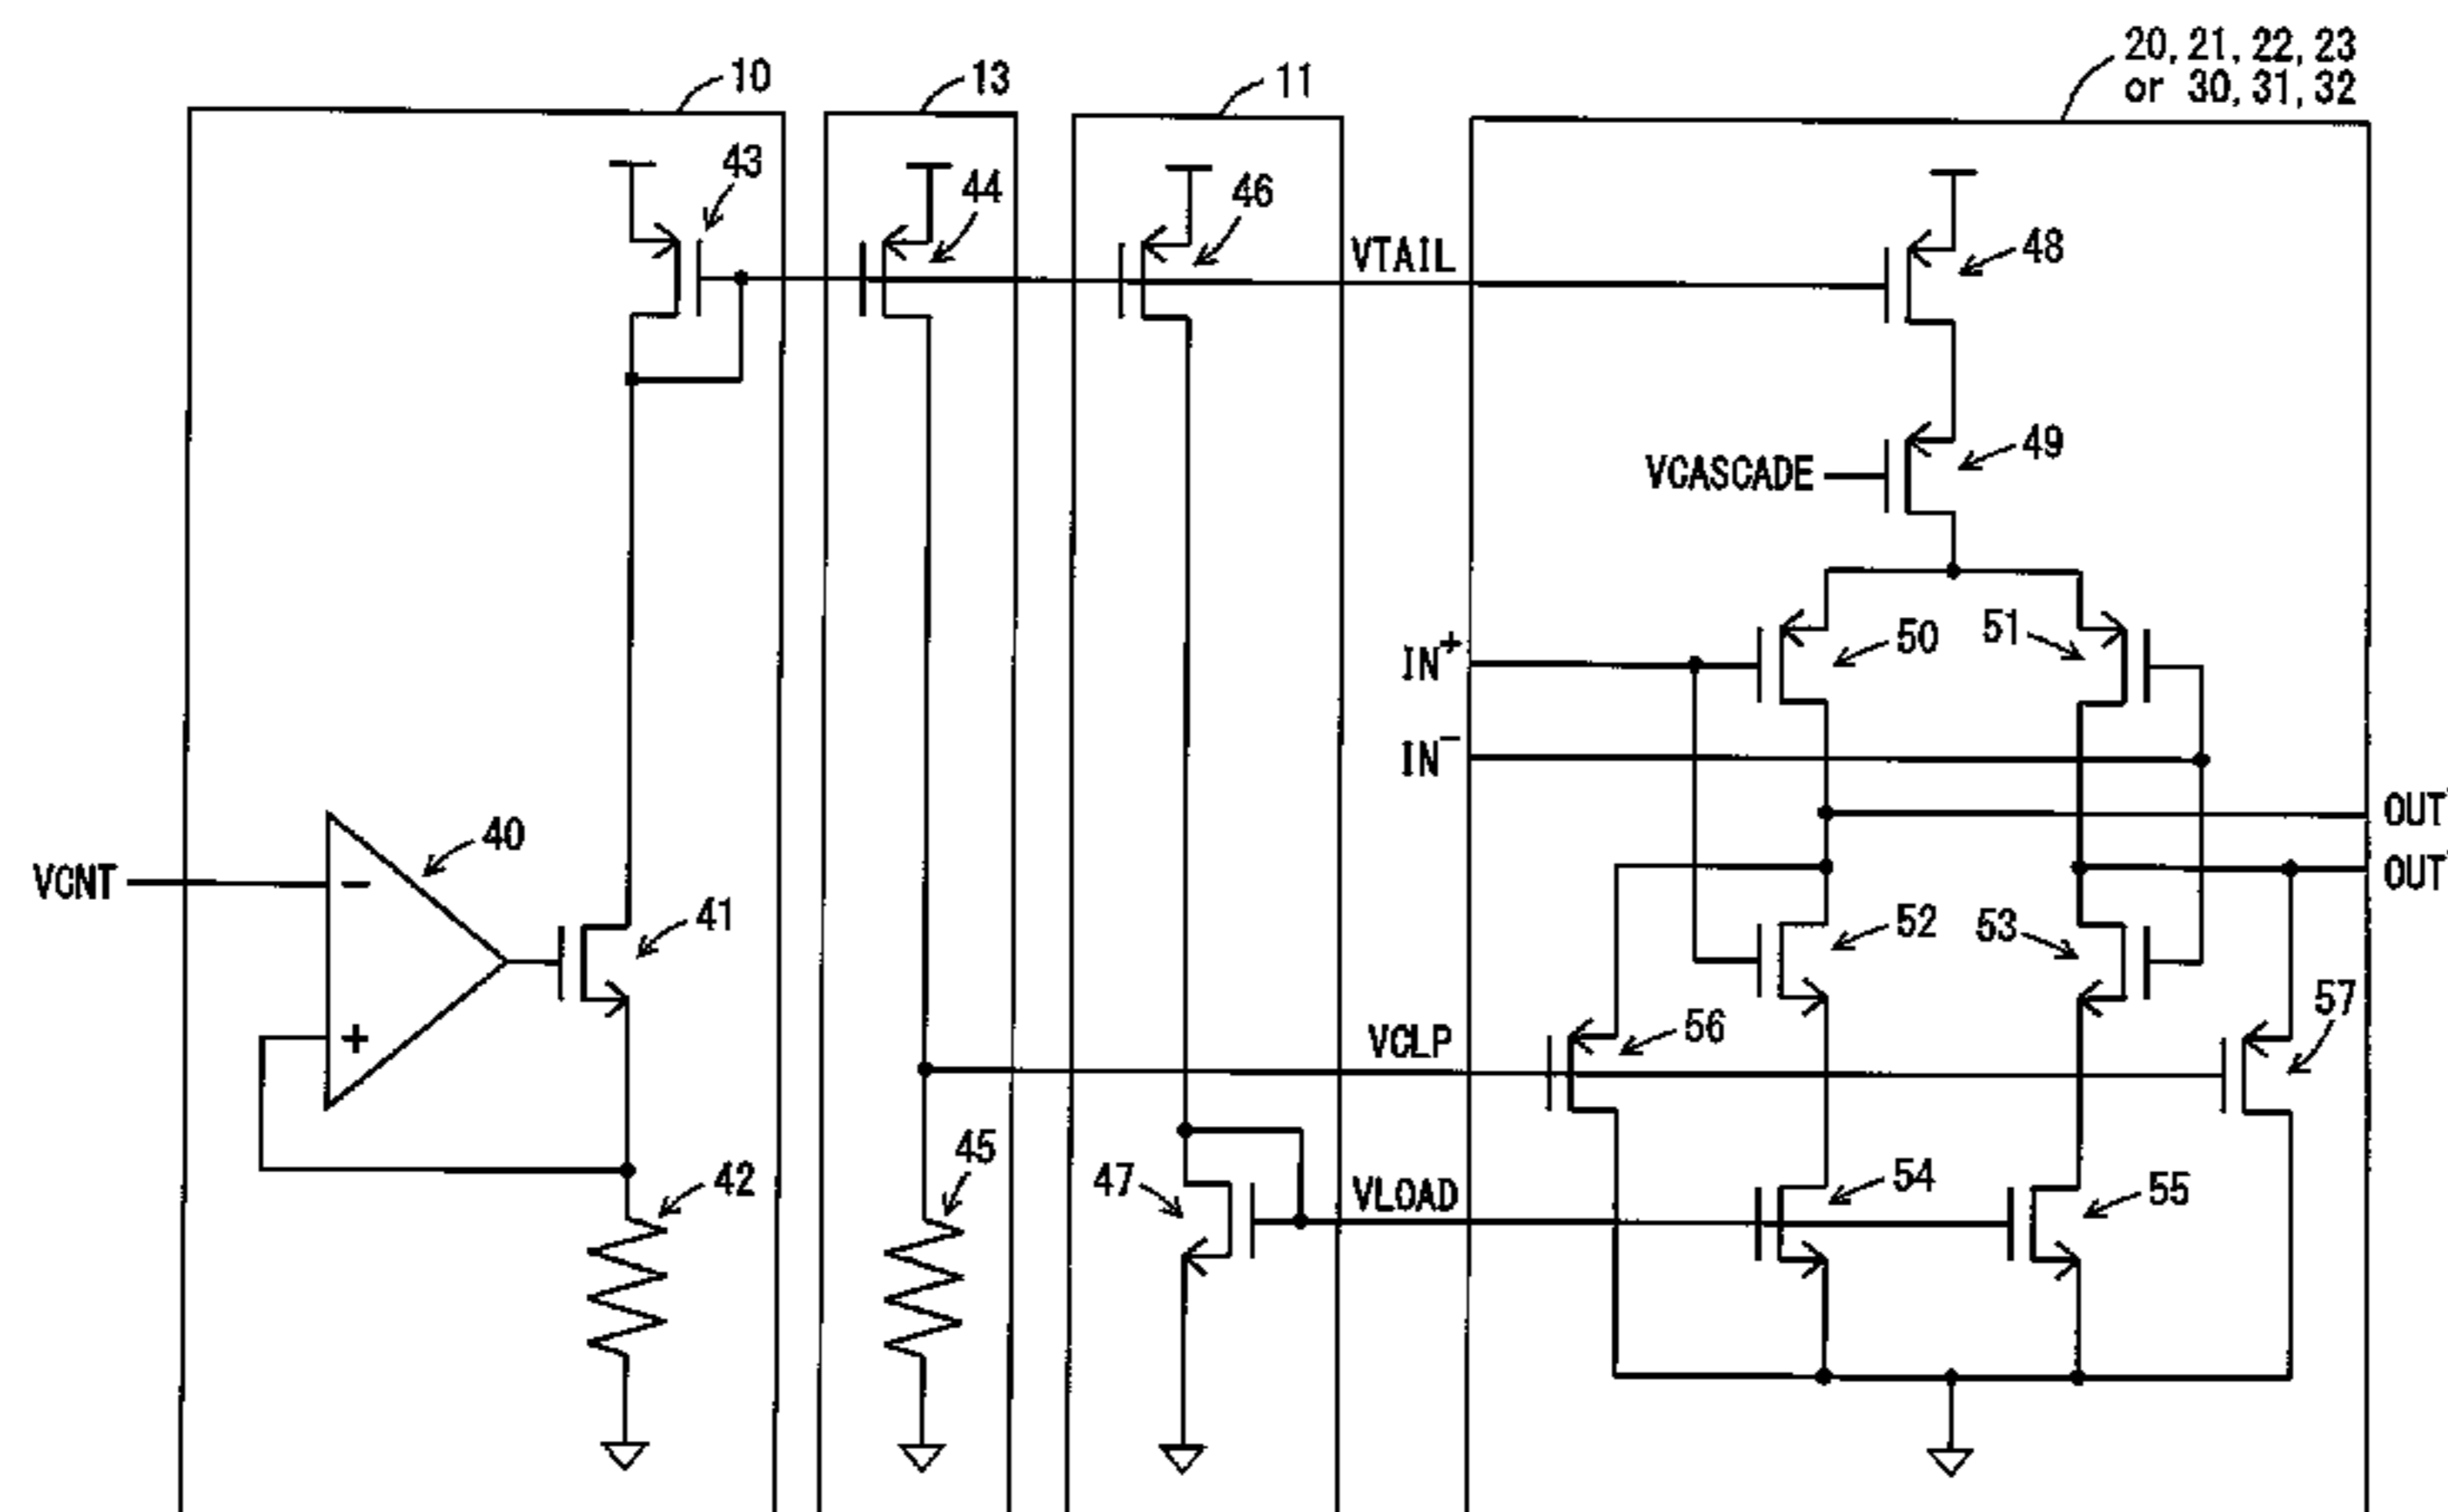 20, 21, 22, 23
or 30, 31, 32
10
13
11
43
44
46
VTAIL
48
VCASCADE
49
IN+
50
51
IN−
OUT
OUT
VCNT
−
40
+
41
52
53
VCLP
56
57
42
45
47
VLOAD
54
55